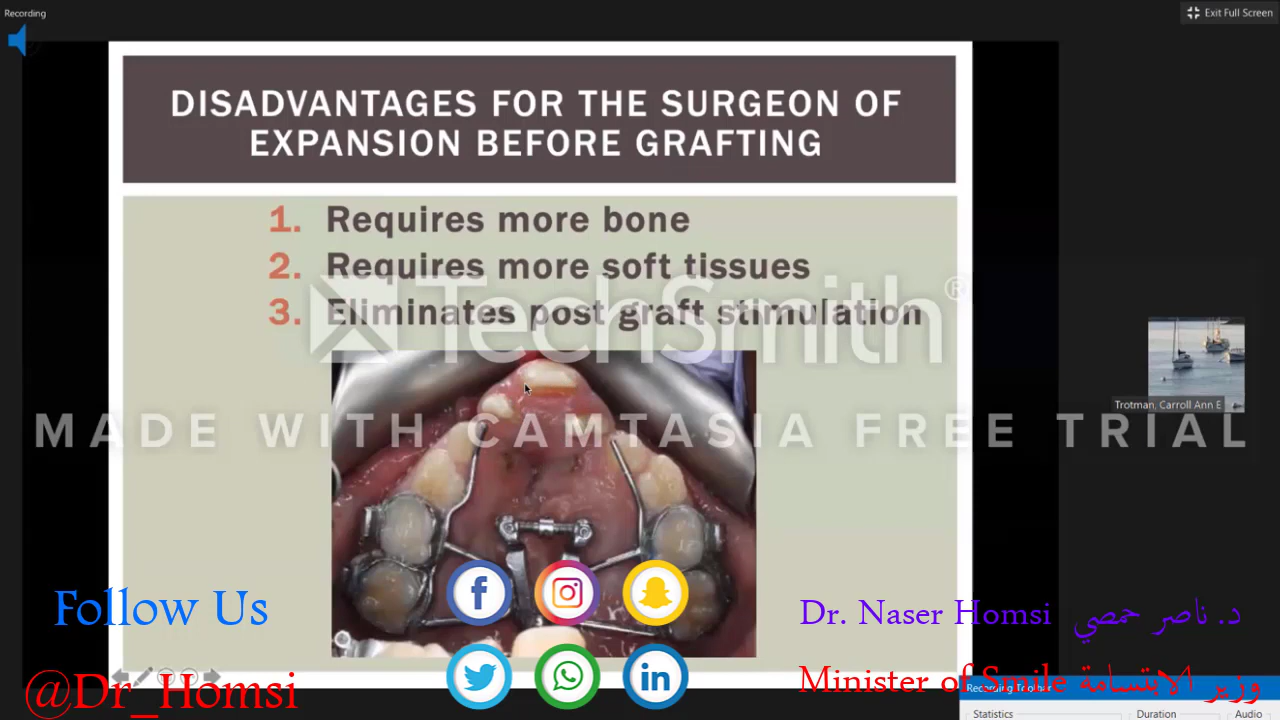 Recording
Exit Full Screen
DISADVANTAGES FOR THE SURGEON OF
EXPANSION BEFORE GRAFTING
1. Requires more bone
2. Requires more soft tissues
3. Eliminates post graft stimulation
TechSmith®
MADE WITH CAMTASIA FREE TRIAL
Trotman, Carroll Ann E
Follow Us
@Dr_Homsi
Dr. Naser Homsi د. ناصر حمصي
Minister of Smile وزير الابتسامة
Recording Toolbar
Statistics Duration Audio